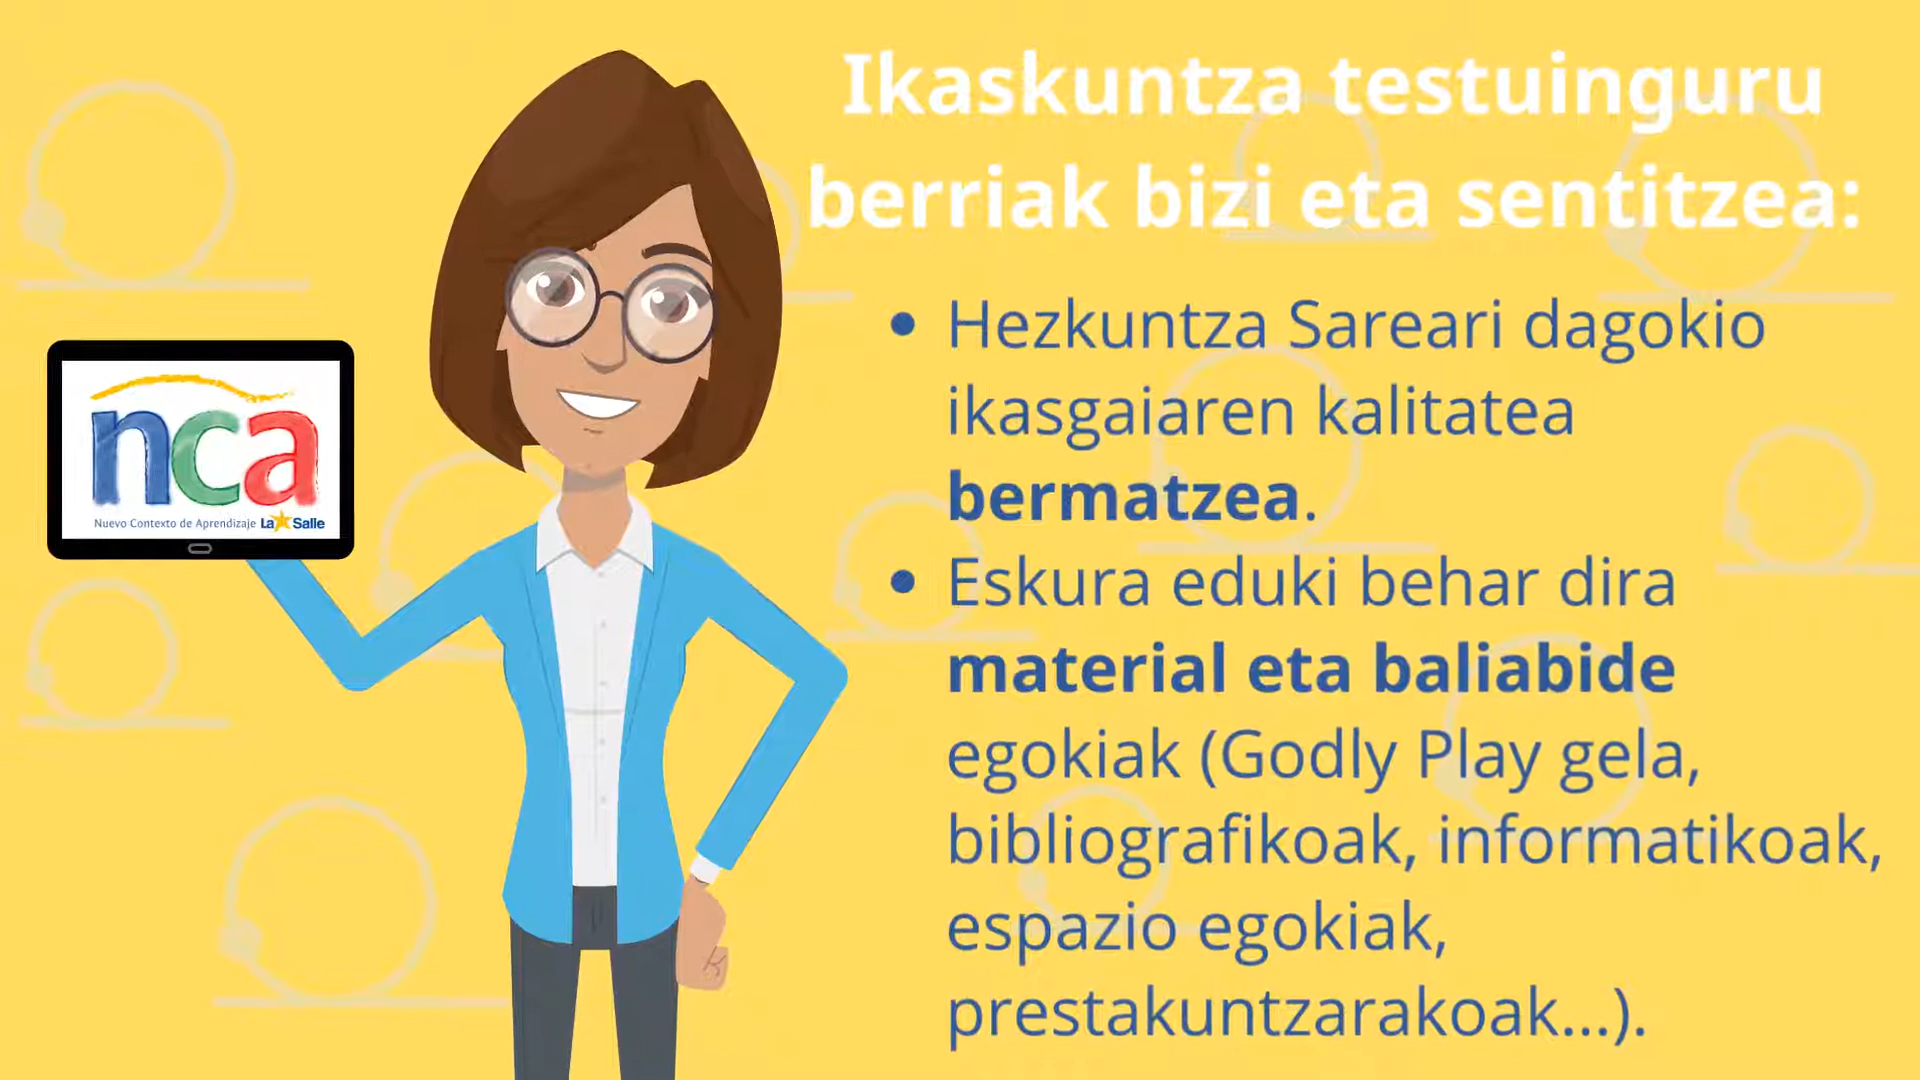 Ikaskuntza testuinguru
berriak bizi eta sentitzea:
• Hezkuntza Sareari dagokio
ikasgaiaren kalitatea
bermatzea.
• Eskura eduki behar dira
material eta baliabide
egokiak (Godly Play gela,
bibliografikoak, informatikoak,
espazio egokiak,
prestakuntzarakoak...).
nca
Nuevo Contexto de Aprendizaje La Salle